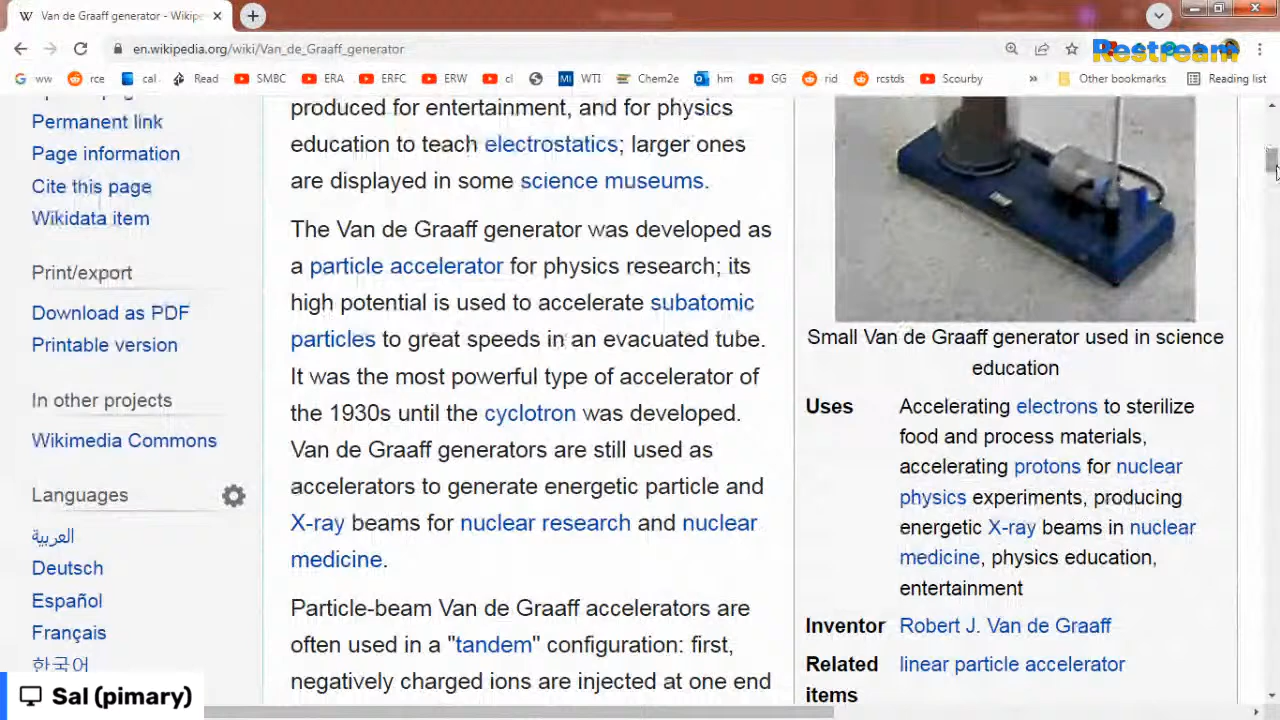 Van de Graaff generator - Wikipe
en.wikipedia.org/wiki/Van_de_Graaff_generator
Restream
ww
rce
cal
Read
SMBC
ERA
ERFC
ERW
cl
WTI
Chem2e
hm
GG
rid
rcstds
Scourby
»
Other bookmarks
Reading list
Permanent link
Page information
Cite this page
Wikidata item
Print/export
Download as PDF
Printable version
In other projects
Wikimedia Commons
Languages
العربية
Deutsch
Español
Français
한국어
produced for entertainment, and for physics
education to teach electrostatics; larger ones
are displayed in some science museums.
The Van de Graaff generator was developed as
a particle accelerator for physics research; its
high potential is used to accelerate subatomic
particles to great speeds in an evacuated tube.
It was the most powerful type of accelerator of
the 1930s until the cyclotron was developed.
Van de Graaff generators are still used as
accelerators to generate energetic particle and
X-ray beams for nuclear research and nuclear
medicine.
Particle-beam Van de Graaff accelerators are
often used in a "tandem" configuration: first,
negatively charged ions are injected at one end
Small Van de Graaff generator used in science
education
Uses Accelerating electrons to sterilize
food and process materials,
accelerating protons for nuclear
physics experiments, producing
energetic X-ray beams in nuclear
medicine, physics education,
entertainment
Inventor Robert J. Van de Graaff
Related linear particle accelerator
items
Sal (pimary)